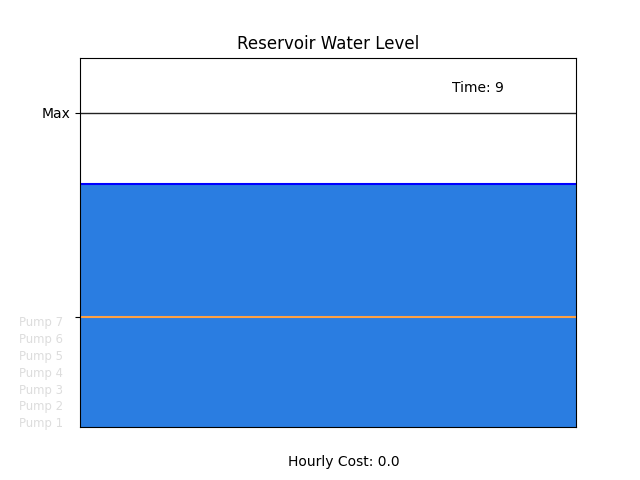 Reservoir Water Level
Time: 9
Max
Pump 7
Pump 6
Pump 5
Pump 4
Pump 3
Pump 2
Pump 1
Hourly Cost: 0.0